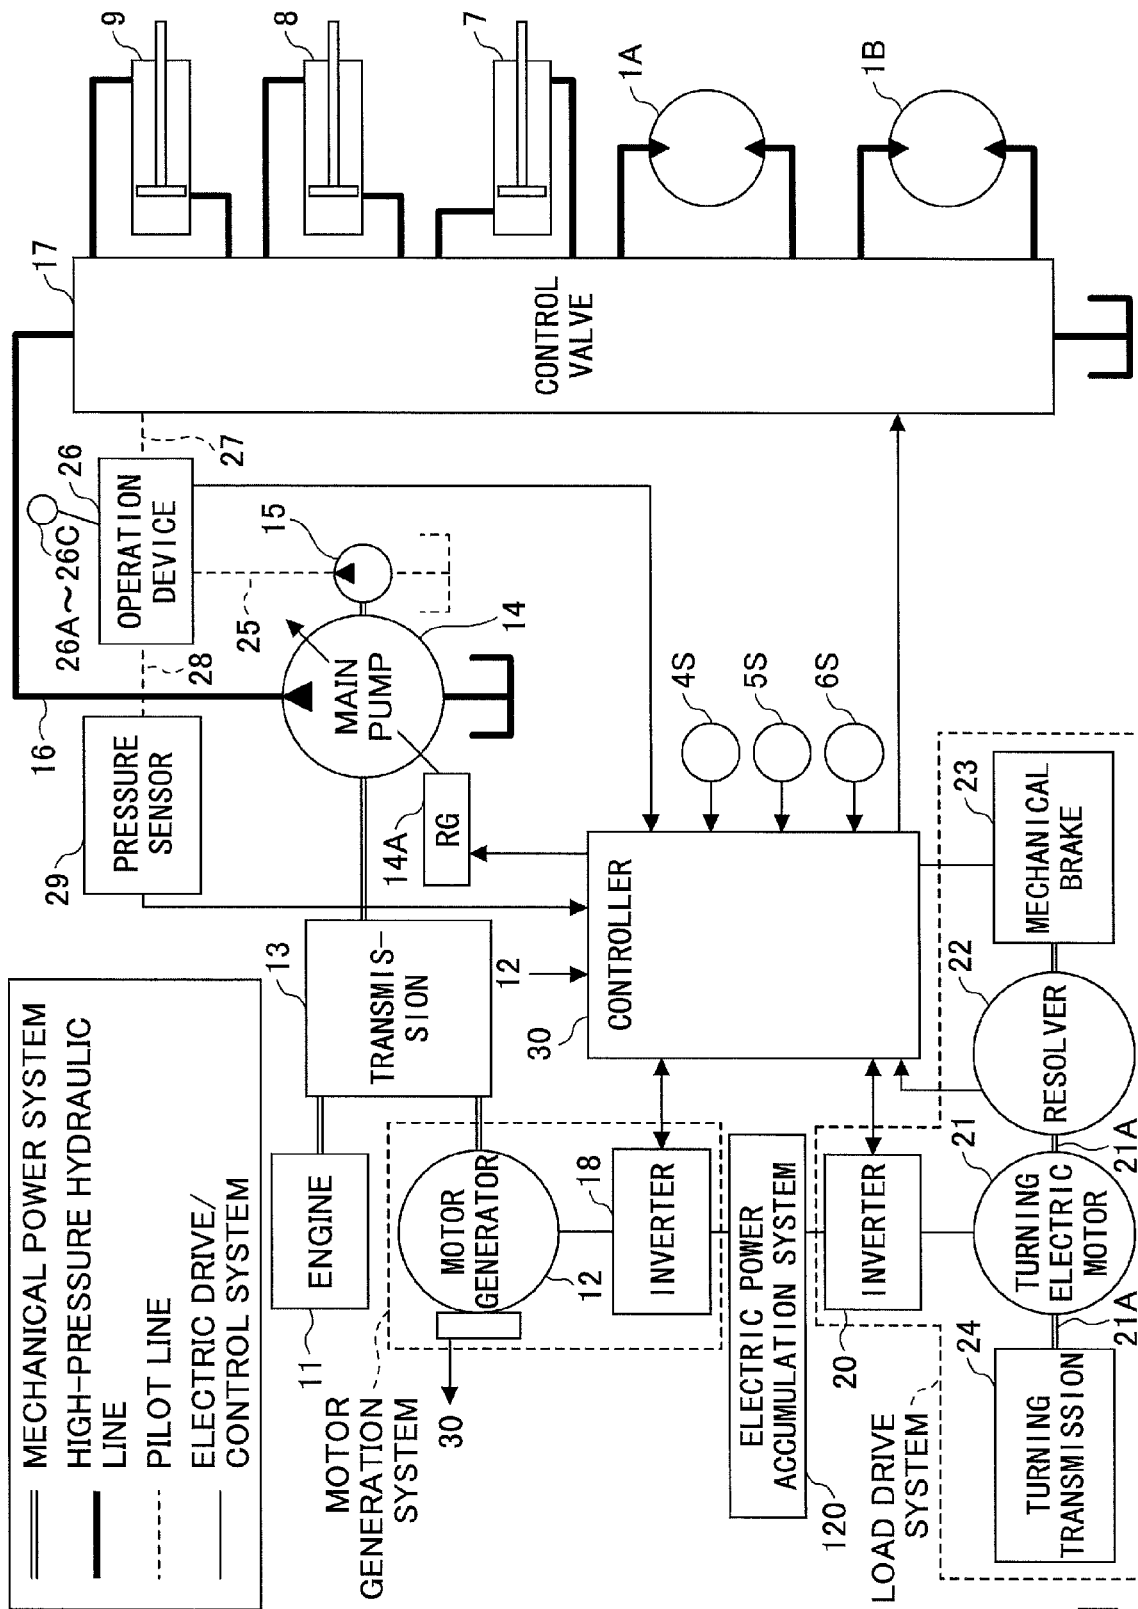 MECHANICAL POWER SYSTEM
HIGH-PRESSURE HYDRAULIC
LINE
PILOT LINE
ELECTRIC DRIVE/
CONTROL SYSTEM
29
PRESSURE
SENSOR
16
28
26A~26C
26
OPERATION
DEVICE
27
17
CONTROL
VALVE
9
8
7
1A
1B
25
15
14
MAIN
PUMP
14A
RG
13
TRANSMIS-
SION
11
ENGINE
MOTOR
GENERATION
SYSTEM
MOTOR
GENERATOR
12
30
18
INVERTER
12
30
CONTROLLER
4S
5S
6S
ELECTRIC POWER
ACCUMULATION SYSTEM
120
LOAD DRIVE
SYSTEM
20
INVERTER
24
TURNING
TRANSMISSION
21A
21
TURNING
ELECTRIC
MOTOR
21A
22
RESOLVER
23
MECHANICAL
BRAKE